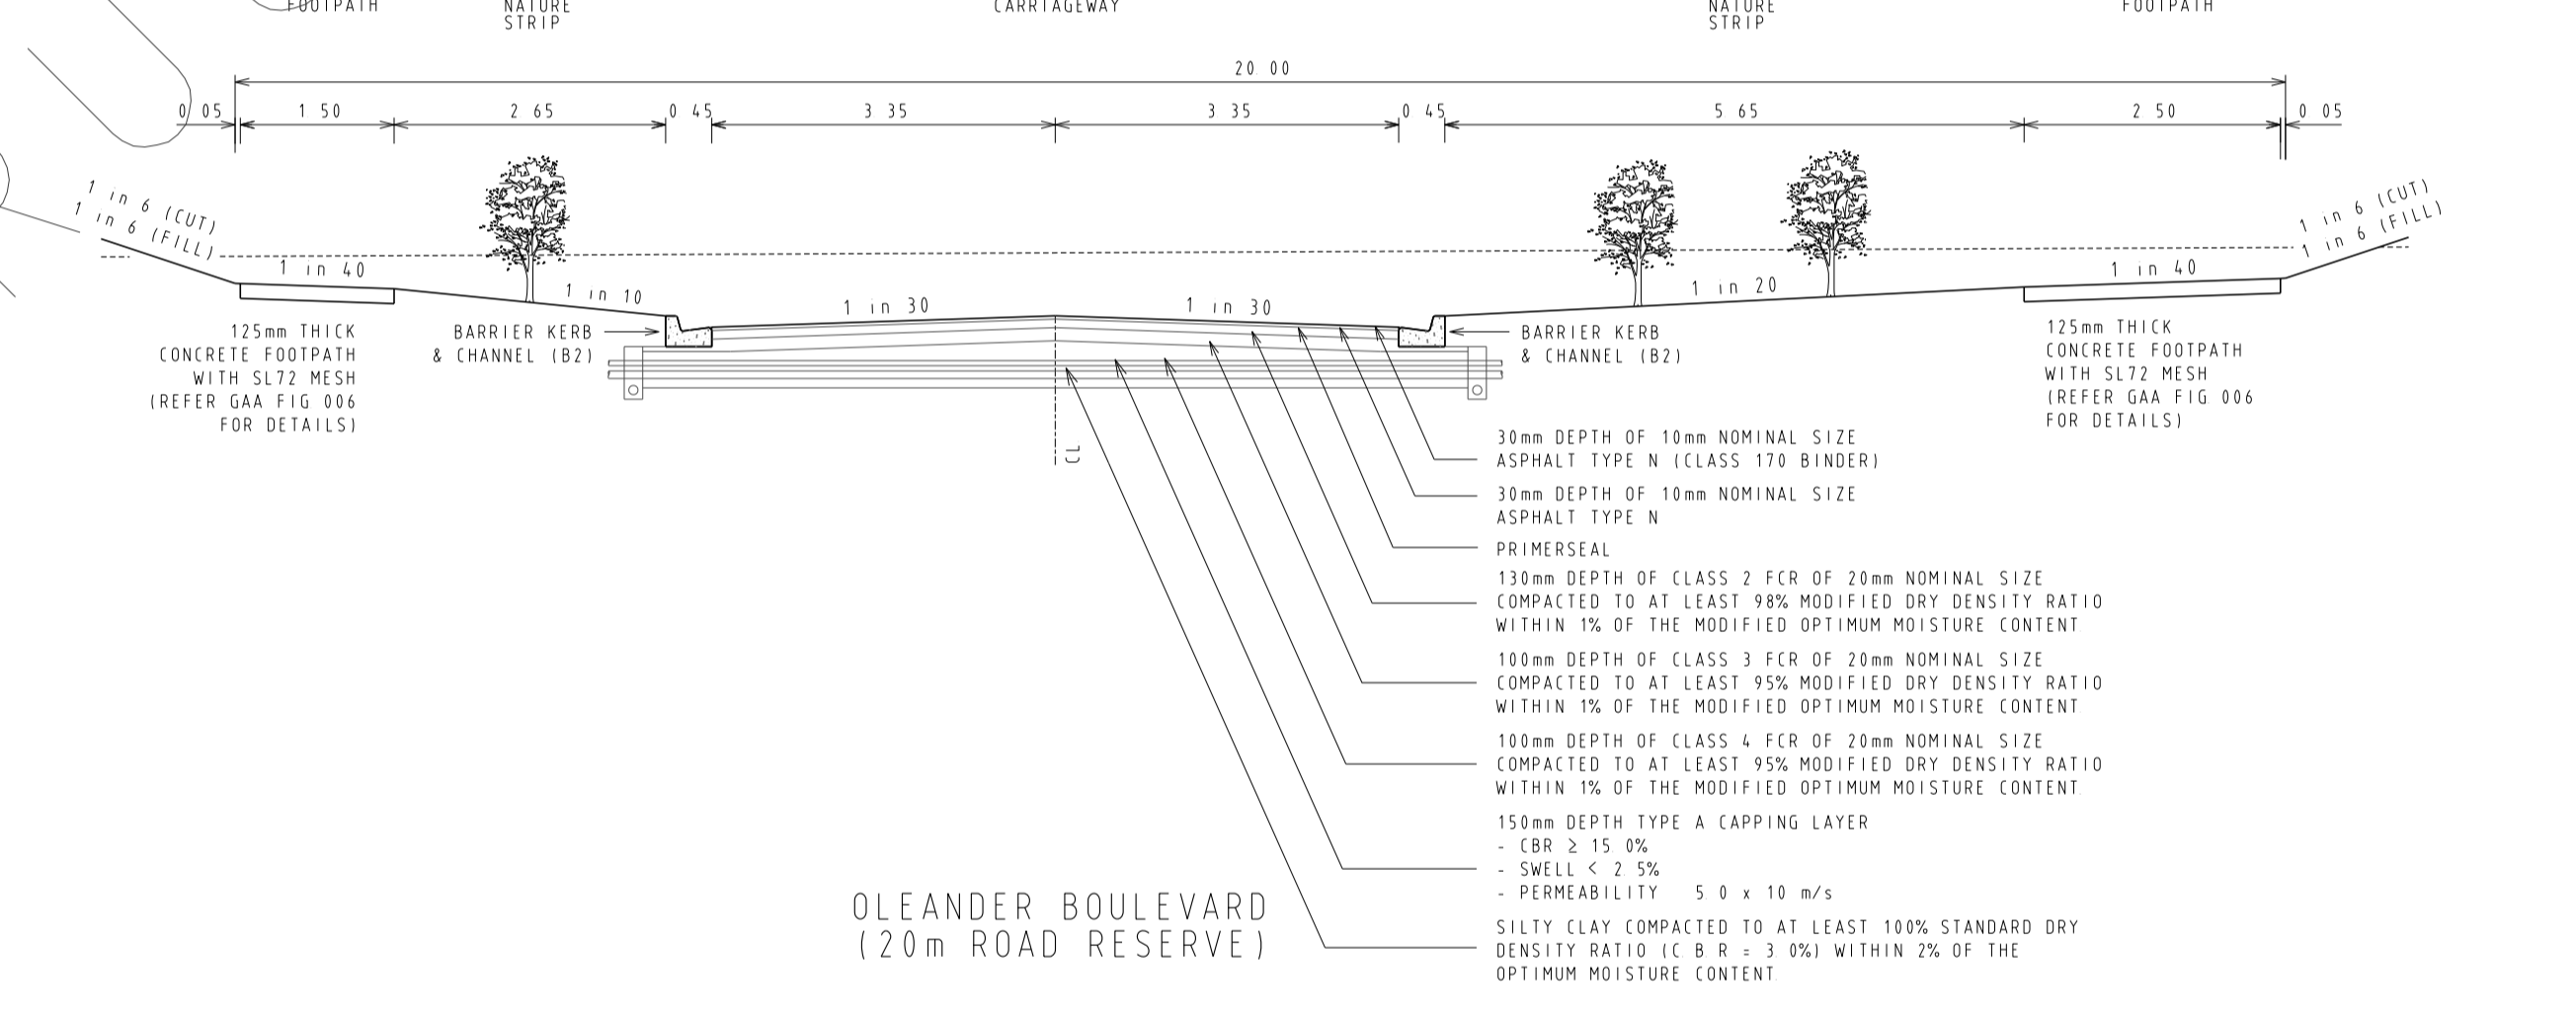 FOOTPATH
NATURE
STRIP
CARRIAGEWAY
NATURE
STRIP
FOOTPATH
20 00
0 05
1 50
2 65
0 45
3 35
3 35
0 45
5 65
2 50
0 05
1 in 6 (CUT)
1 in 6 (FILL)
1 in 6 (CUT)
1 in 6 (FILL)
1 in 40
1 in 10
1 in 30
1 in 30
1 in 20
1 in 40
125mm THICK
CONCRETE FOOTPATH
WITH SL72 MESH
(REFER GAA FIG 006
FOR DETAILS)
BARRIER KERB
& CHANNEL (B2)
BARRIER KERB
& CHANNEL (B2)
125mm THICK
CONCRETE FOOTPATH
WITH SL72 MESH
(REFER GAA FIG 006
FOR DETAILS)
CL
30mm DEPTH OF 10mm NOMINAL SIZE
ASPHALT TYPE N (CLASS 170 BINDER)
30mm DEPTH OF 10mm NOMINAL SIZE
ASPHALT TYPE N
PRIMERSEAL
130mm DEPTH OF CLASS 2 FCR OF 20mm NOMINAL SIZE
COMPACTED TO AT LEAST 98% MODIFIED DRY DENSITY RATIO
WITHIN 1% OF THE MODIFIED OPTIMUM MOISTURE CONTENT
100mm DEPTH OF CLASS 3 FCR OF 20mm NOMINAL SIZE
COMPACTED TO AT LEAST 95% MODIFIED DRY DENSITY RATIO
WITHIN 1% OF THE MODIFIED OPTIMUM MOISTURE CONTENT
100mm DEPTH OF CLASS 4 FCR OF 20mm NOMINAL SIZE
COMPACTED TO AT LEAST 95% MODIFIED DRY DENSITY RATIO
WITHIN 1% OF THE MODIFIED OPTIMUM MOISTURE CONTENT
150mm DEPTH TYPE A CAPPING LAYER
- CBR ≥ 15 0%
- SWELL < 2 5%
- PERMEABILITY 5 0 x 10 m/s
SILTY CLAY COMPACTED TO AT LEAST 100% STANDARD DRY
DENSITY RATIO (C B R = 3 0%) WITHIN 2% OF THE
OPTIMUM MOISTURE CONTENT
OLEANDER BOULEVARD
(20m ROAD RESERVE)